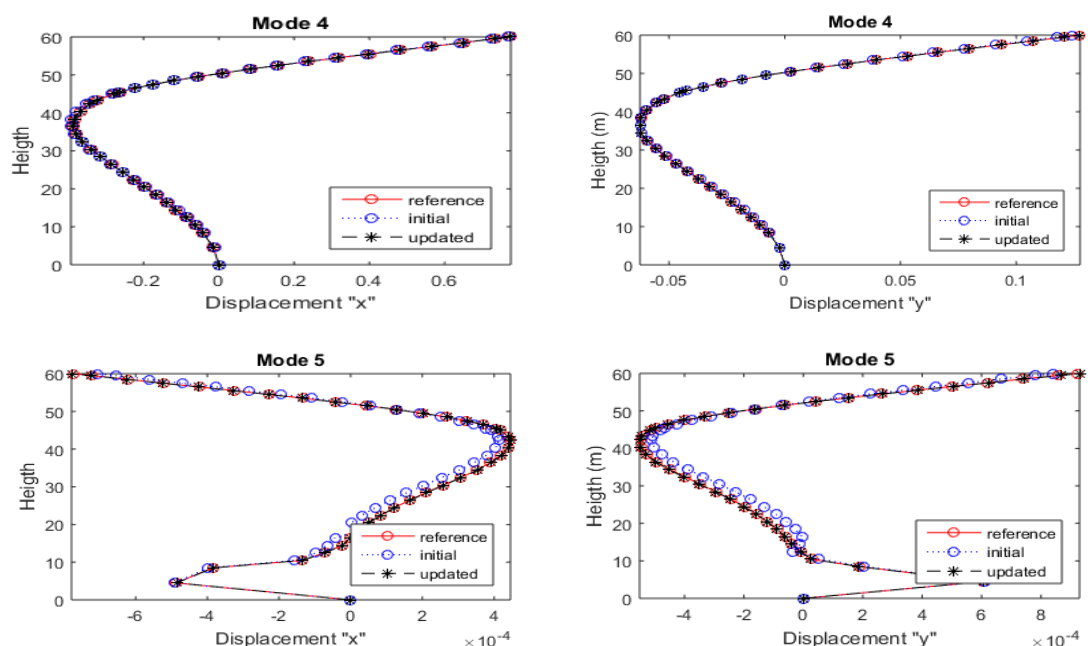 Mode 4
60
50
40
30
20
10
0
Heigth
-0.2
0
0.2
0.4
0.6
Displacement "x"
reference
initial
updated
Mode 4
60
50
40
30
20
10
0
Heigth (m)
-0.05
0
0.05
0.1
Displacement "y"
reference
initial
updated
Mode 5
60
50
40
30
20
10
0
Heigth
-6
-4
-2
0
2
4
Displacement "x"
×10⁻⁴
reference
initial
updated
Mode 5
60
50
40
30
20
10
0
Heigth (m)
-4
-2
0
2
4
6
8
Displacement "y"
×10⁻⁴
reference
initial
updated